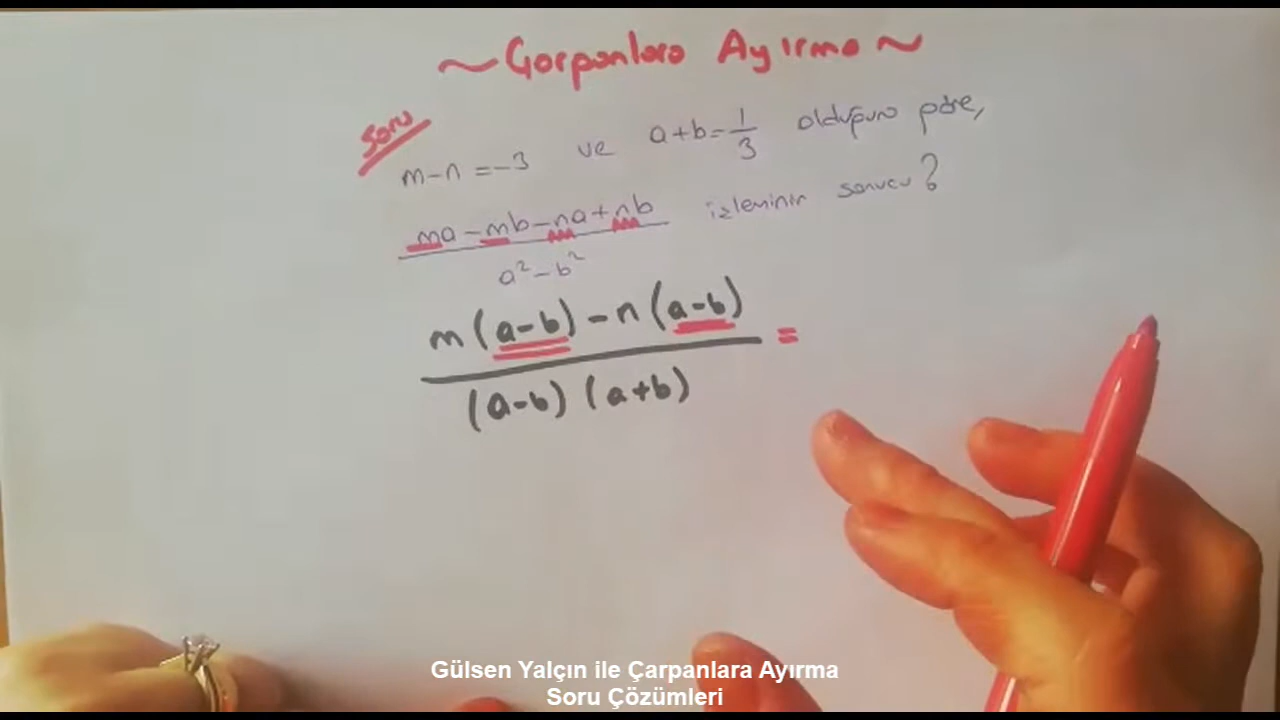 ~Çarpanlara Ayırma~
Soru
m-n=-3 ve a+b=1/3 olduğuna göre,
ma-mb-na+nb / a²-b² işleminin sonucu?
m(a-b)-n(a-b) / (a-b)(a+b) =
Gülsen Yalçın ile Çarpanlara Ayırma
Soru Çözümleri